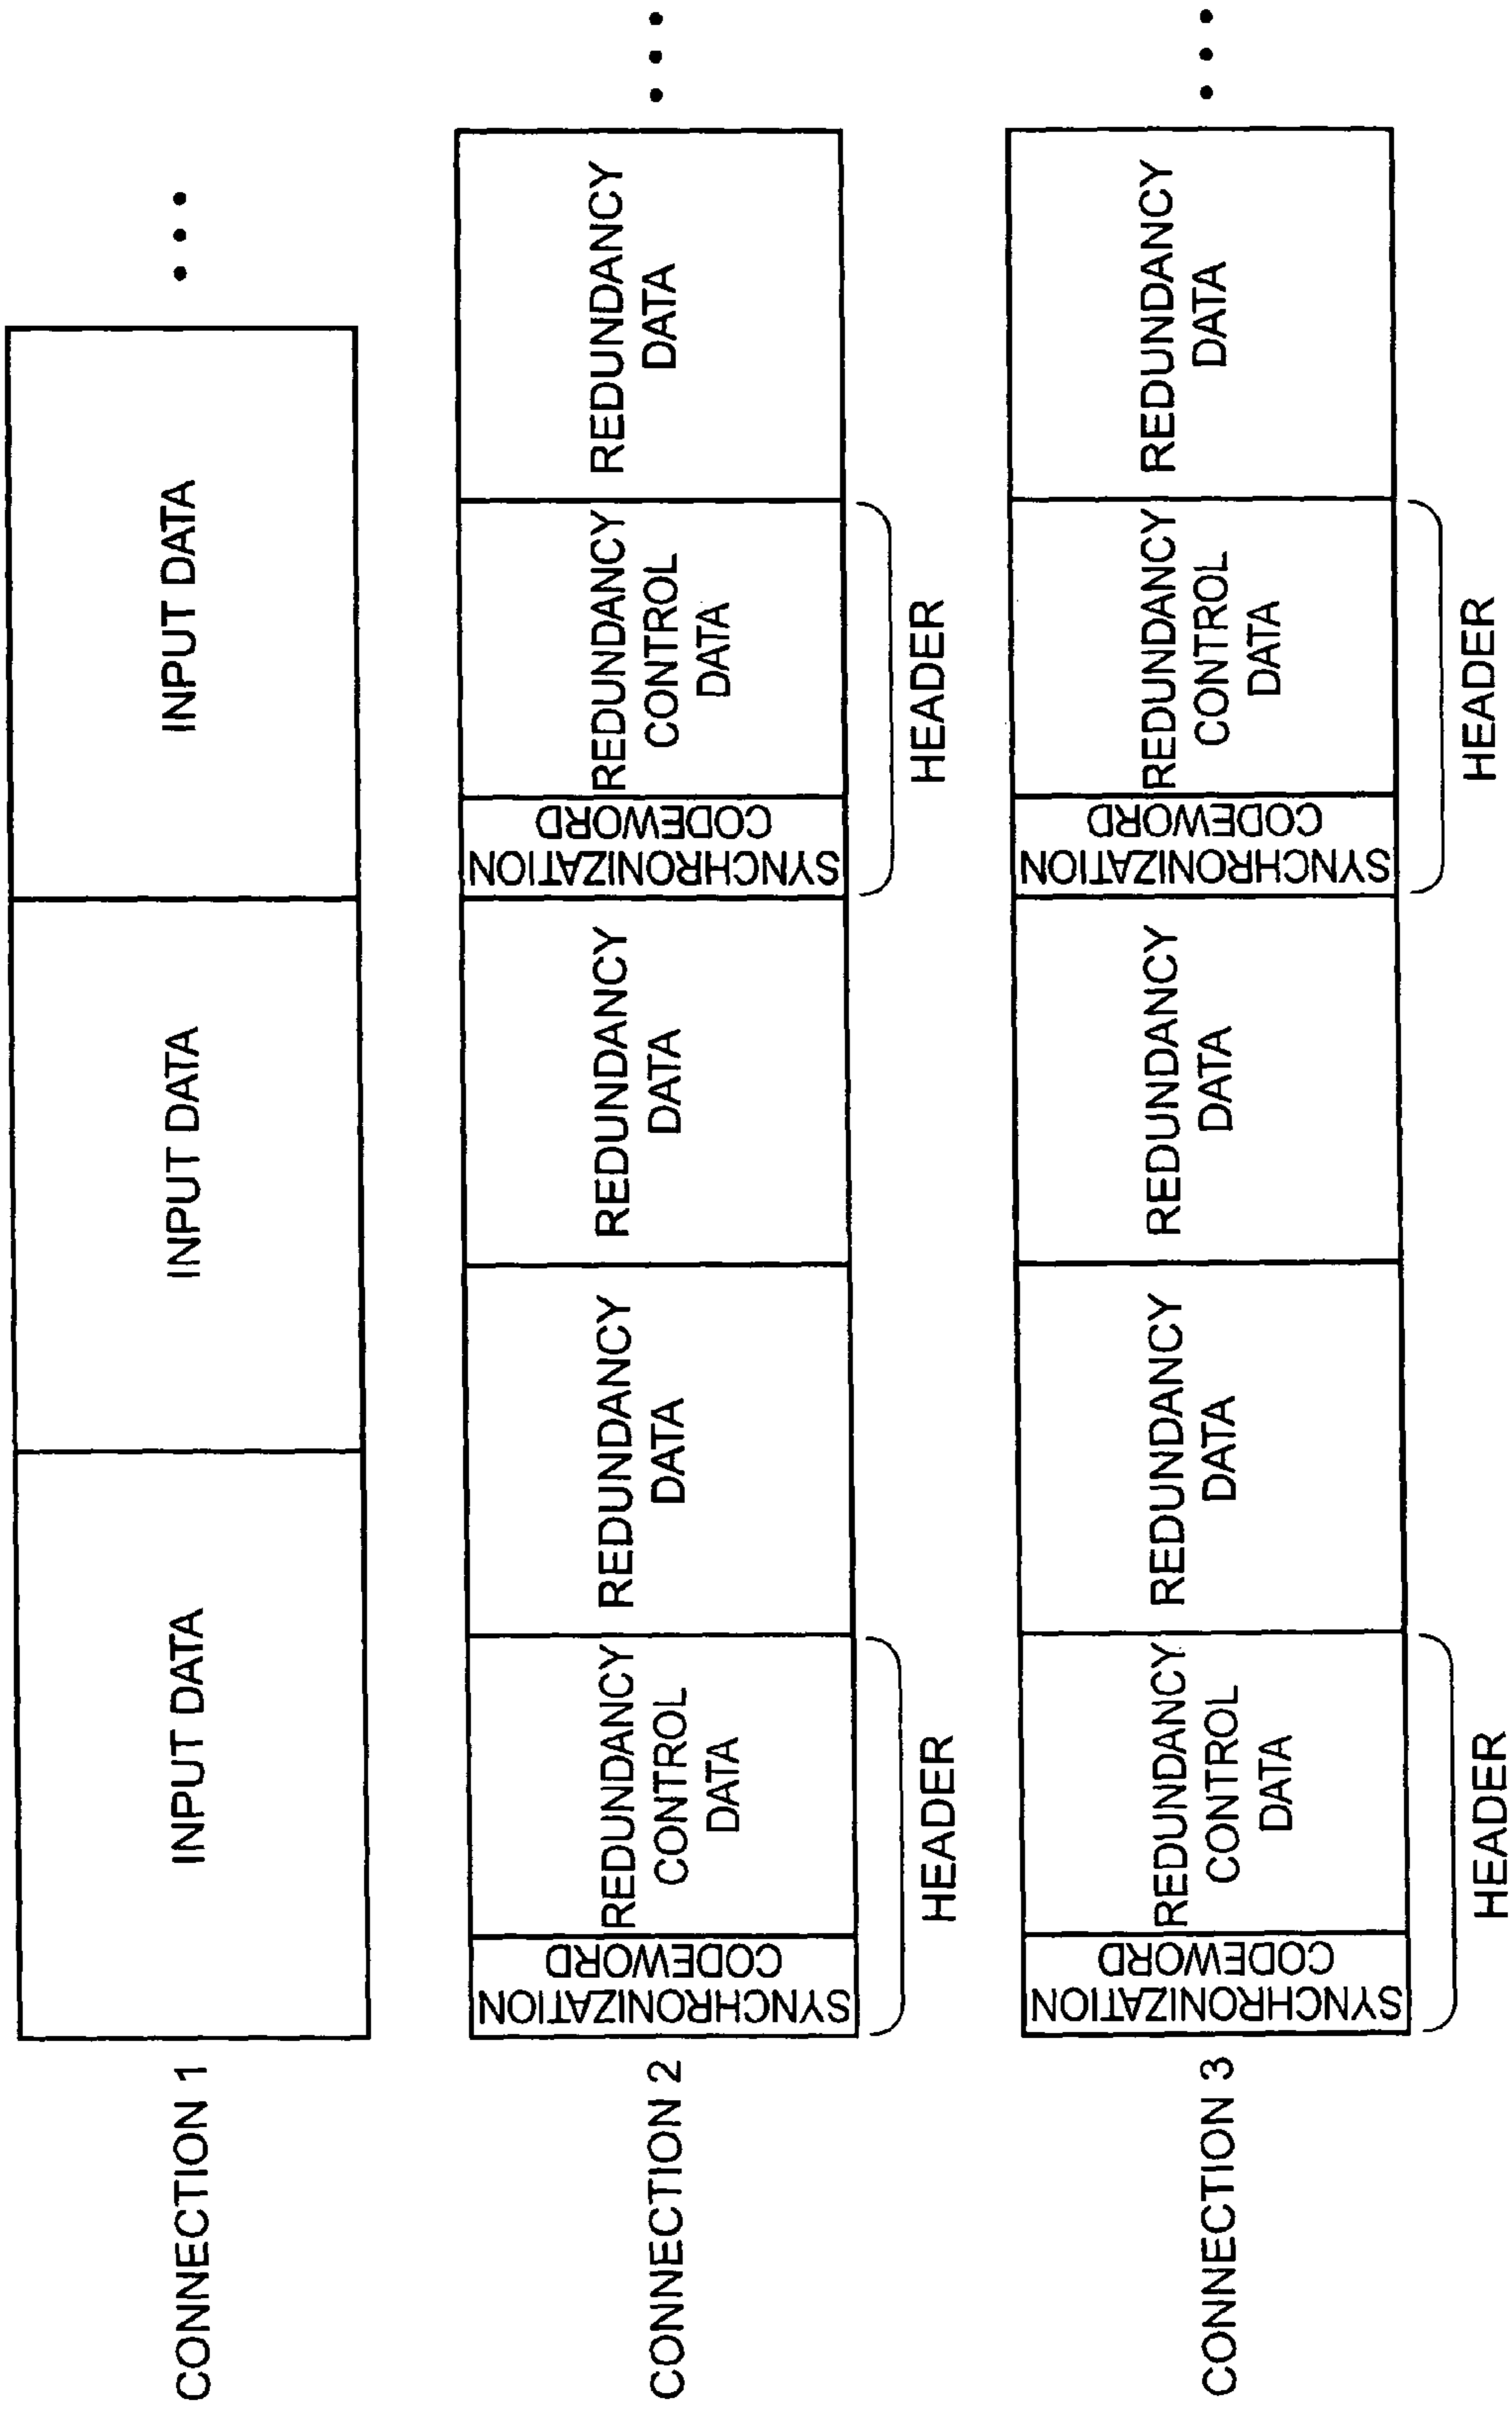 CONNECTION 1
INPUT DATA
INPUT DATA
INPUT DATA
CONNECTION 2
SYNCHRONIZATION
CODEWORD
REDUNDANCY
CONTROL
DATA
REDUNDANCY
DATA
REDUNDANCY
DATA
SYNCHRONIZATION
CODEWORD
REDUNDANCY
CONTROL
DATA
REDUNDANCY
DATA
HEADER
HEADER
CONNECTION 3
SYNCHRONIZATION
CODEWORD
REDUNDANCY
CONTROL
DATA
REDUNDANCY
DATA
REDUNDANCY
DATA
SYNCHRONIZATION
CODEWORD
REDUNDANCY
CONTROL
DATA
REDUNDANCY
DATA
HEADER
HEADER